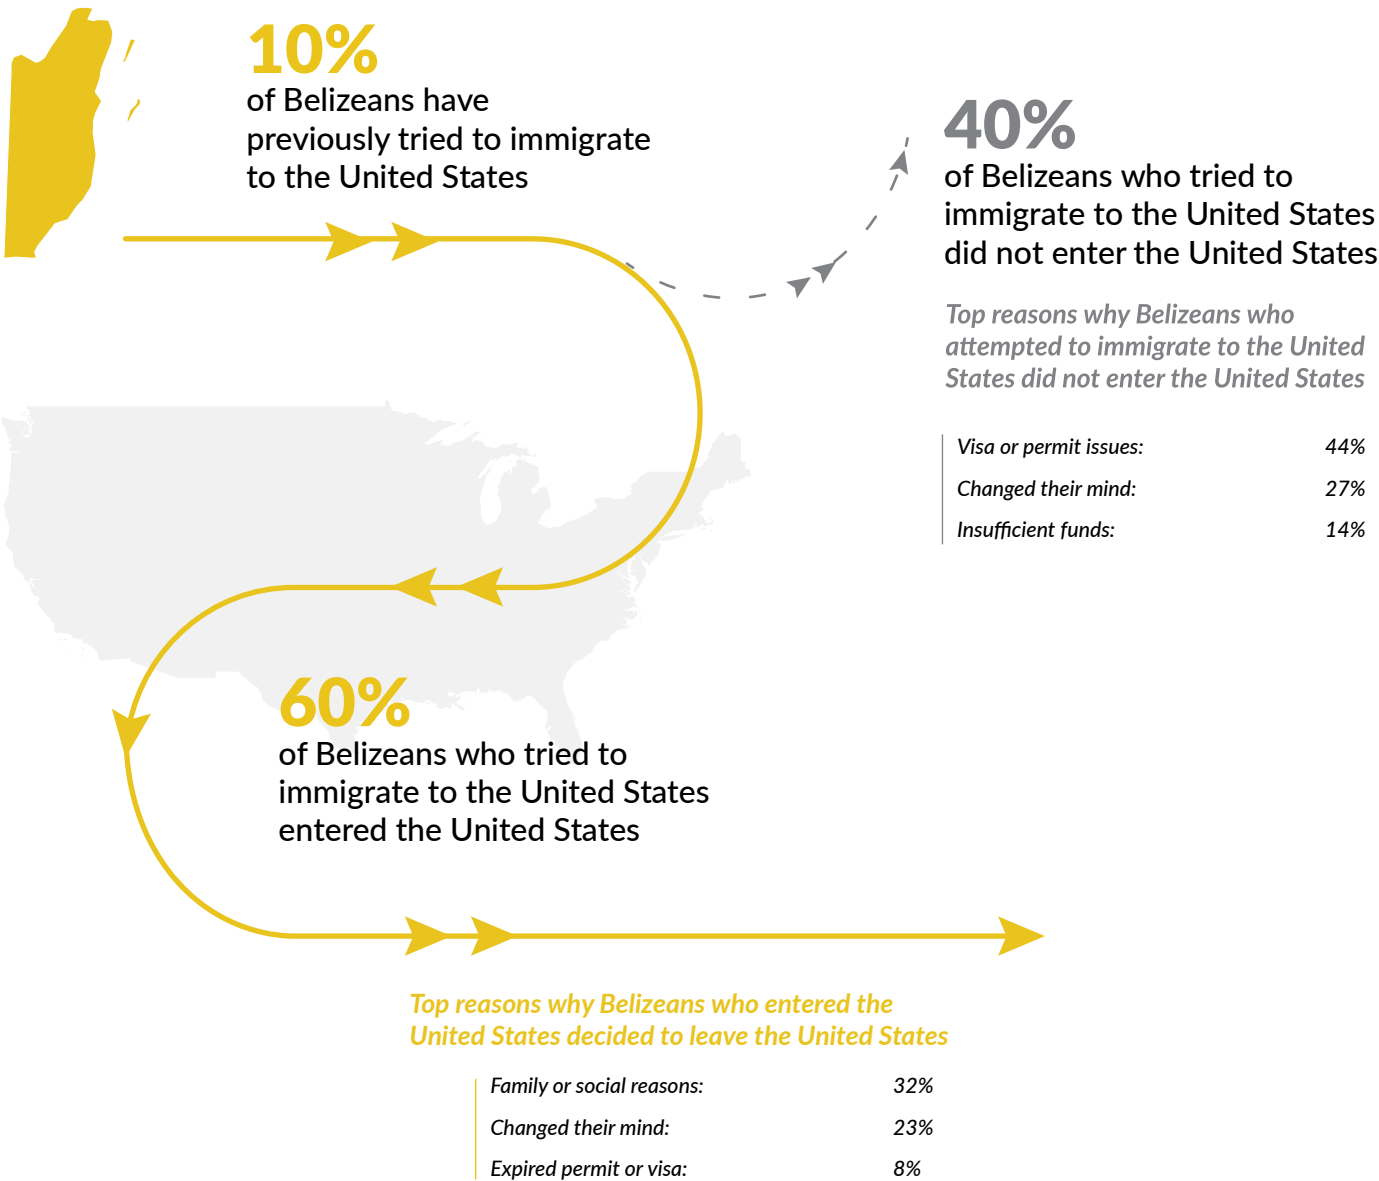 10%
of Belizeans have
previously tried to immigrate
to the United States
40%
of Belizeans who tried to
immigrate to the United States
did not enter the United States
Top reasons why Belizeans who
attempted to immigrate to the United
States did not enter the United States
Visa or permit issues: 44%
Changed their mind: 27%
Insufficient funds: 14%
60%
of Belizeans who tried to
immigrate to the United States
entered the United States
Top reasons why Belizeans who entered the
United States decided to leave the United States
Family or social reasons: 32%
Changed their mind: 23%
Expired permit or visa: 8%